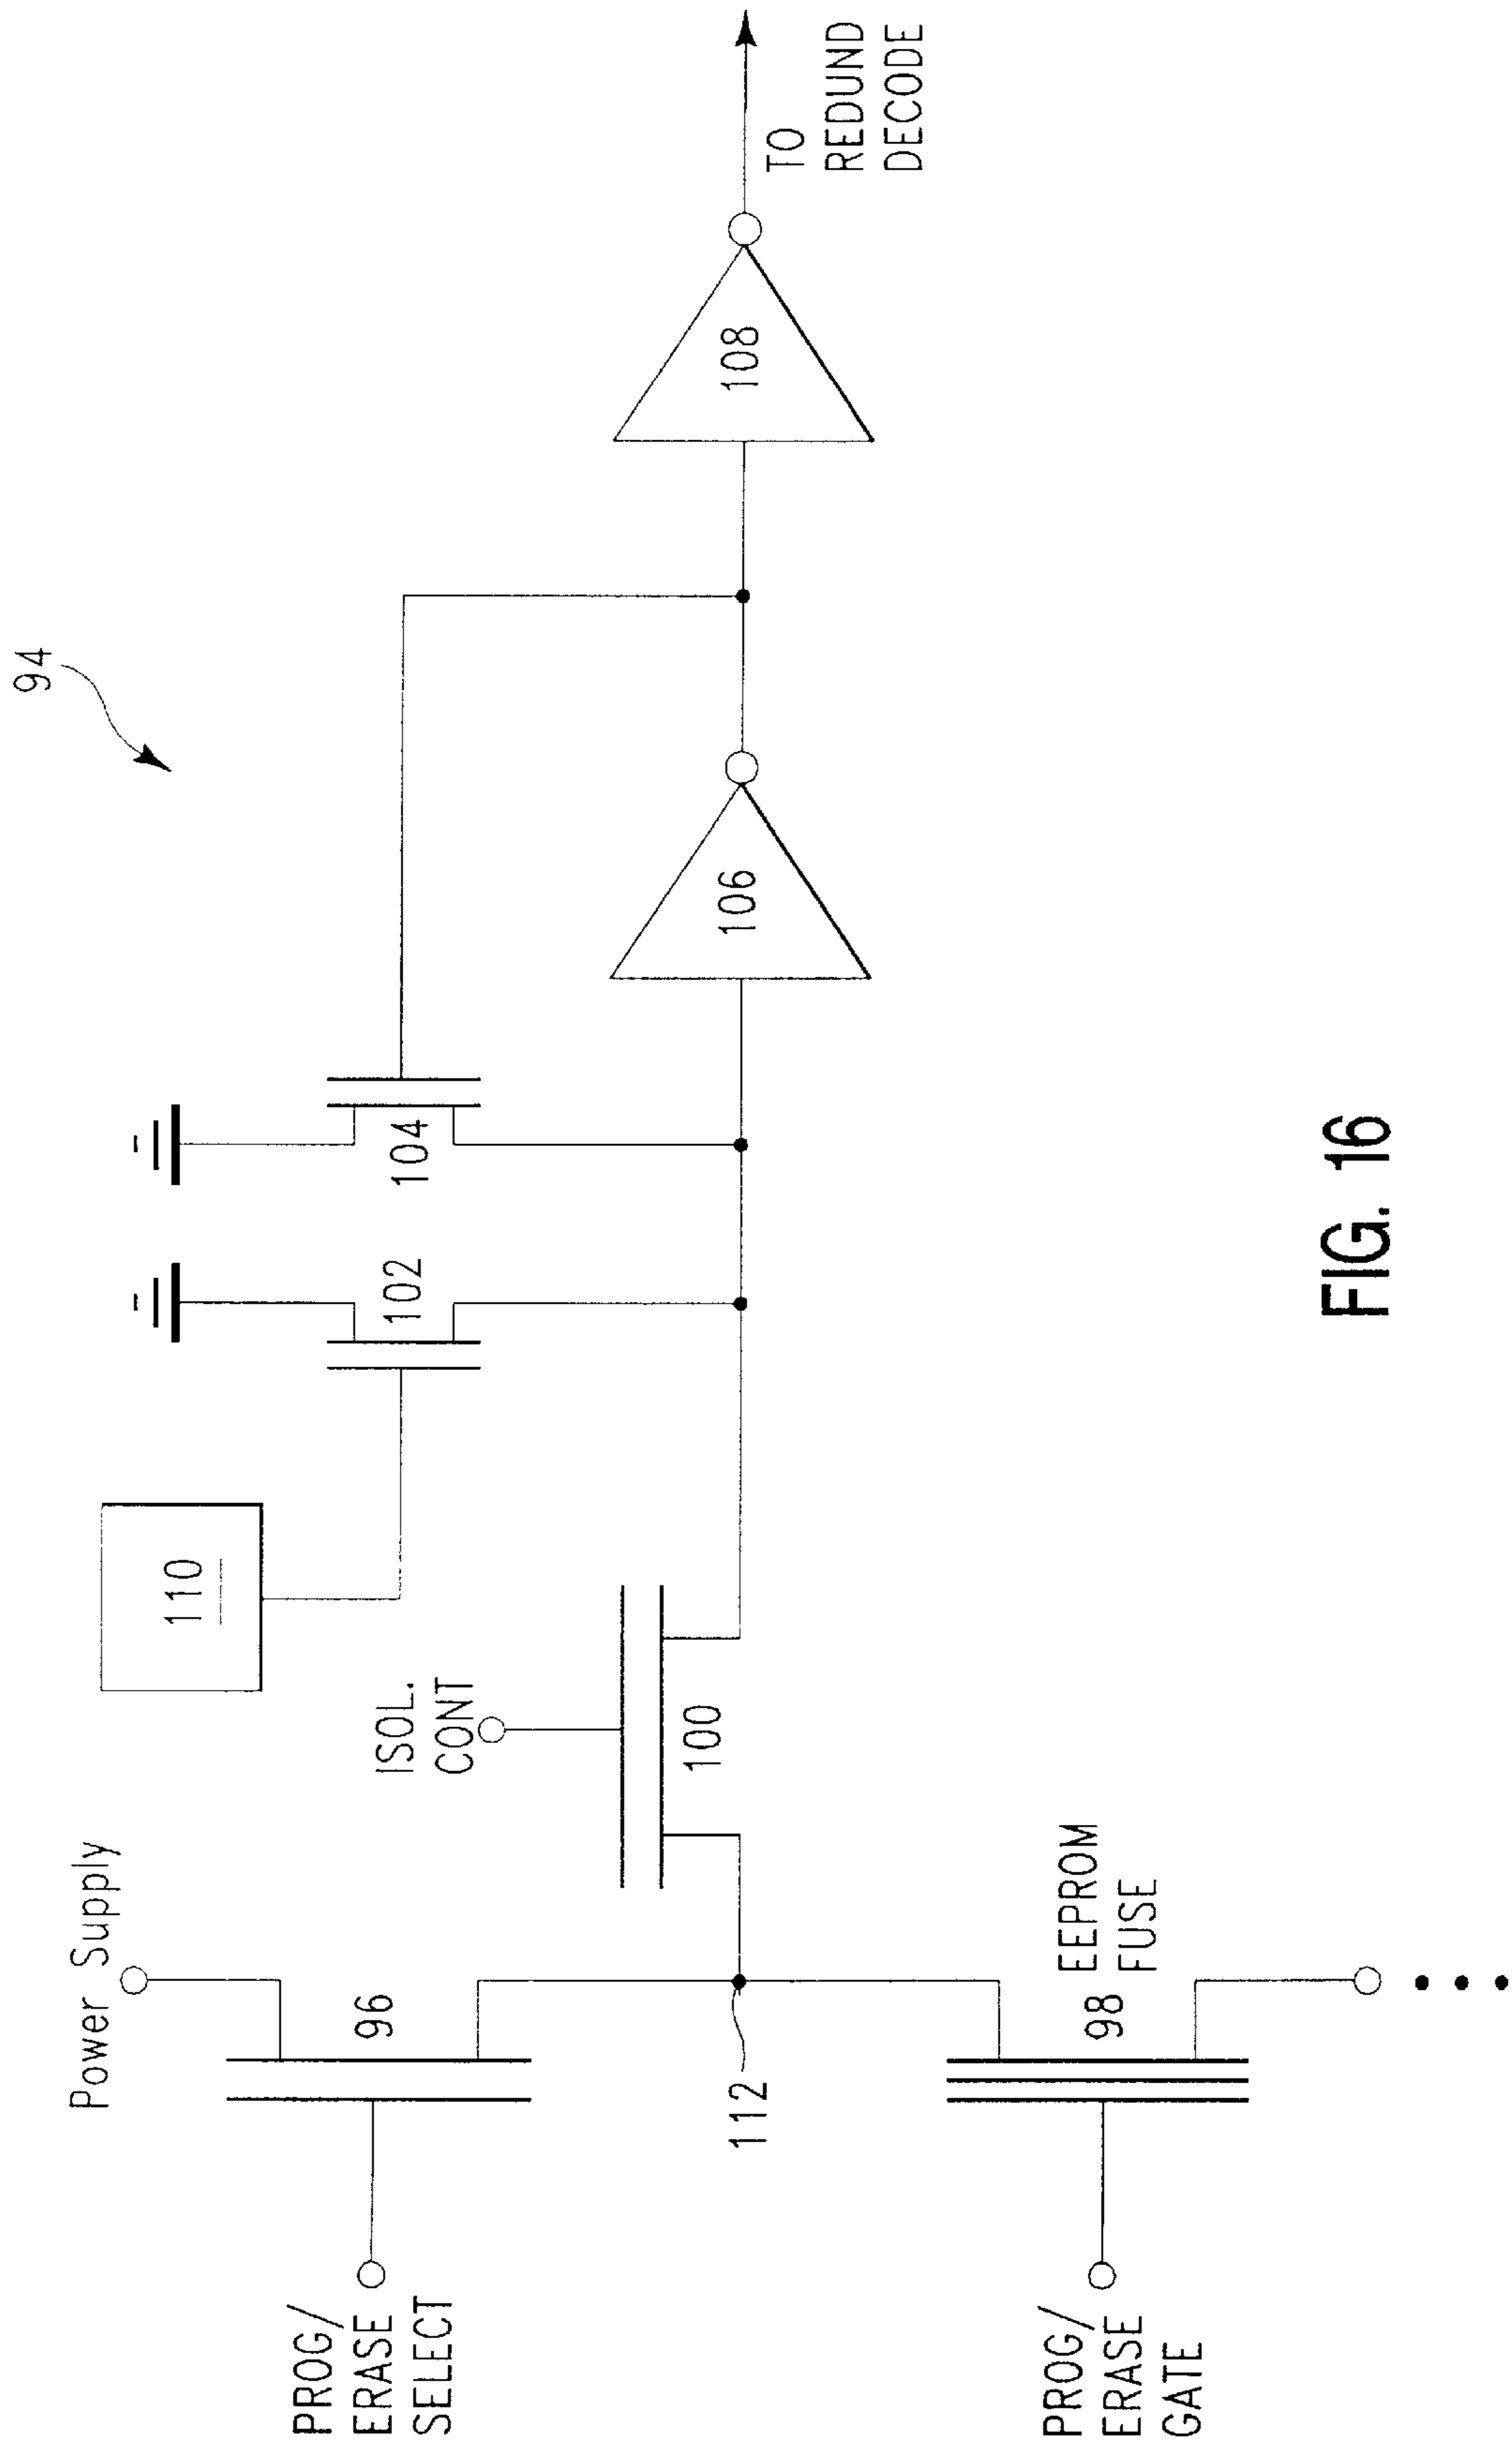 94
Power Supply
PROG/
ERASE
SELECT
96
112
PROG/
ERASE
GATE
98
EEPROM
FUSE
ISOL.
CONT
100
110
102
104
106
108
TO
REDUND
DECODE
FIG. 16